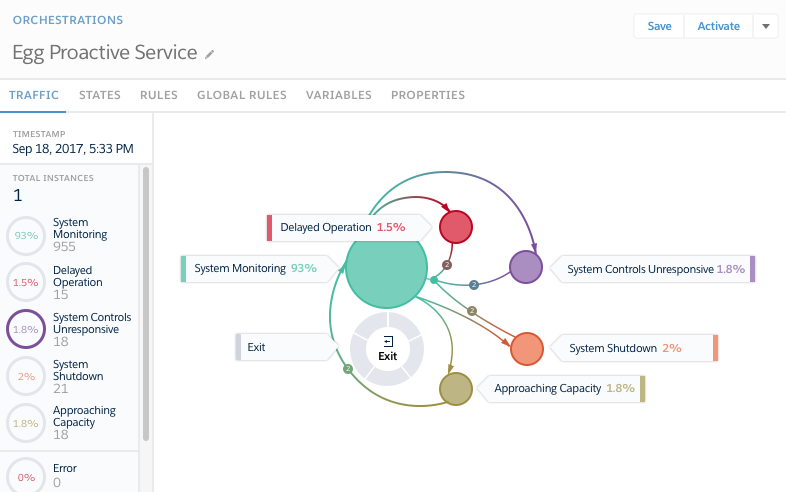 ORCHESTRATIONS
Egg Proactive Service
Save
Activate
TRAFFIC
STATES
RULES
GLOBAL RULES
VARIABLES
PROPERTIES
TIMESTAMP
Sep 18, 2017, 5:33 PM
TOTAL INSTANCES
1
93%
System
Monitoring
955
1.5%
Delayed
Operation
15
1.8%
System Controls
Unresponsive
18
2%
System
Shutdown
21
1.8%
Approaching
Capacity
18
0%
Error
0
Delayed Operation 1.5%
System Monitoring 93%
2
System Controls Unresponsive 1.8%
2
2
Exit
Exit
System Shutdown 2%
2
Approaching Capacity 1.8%